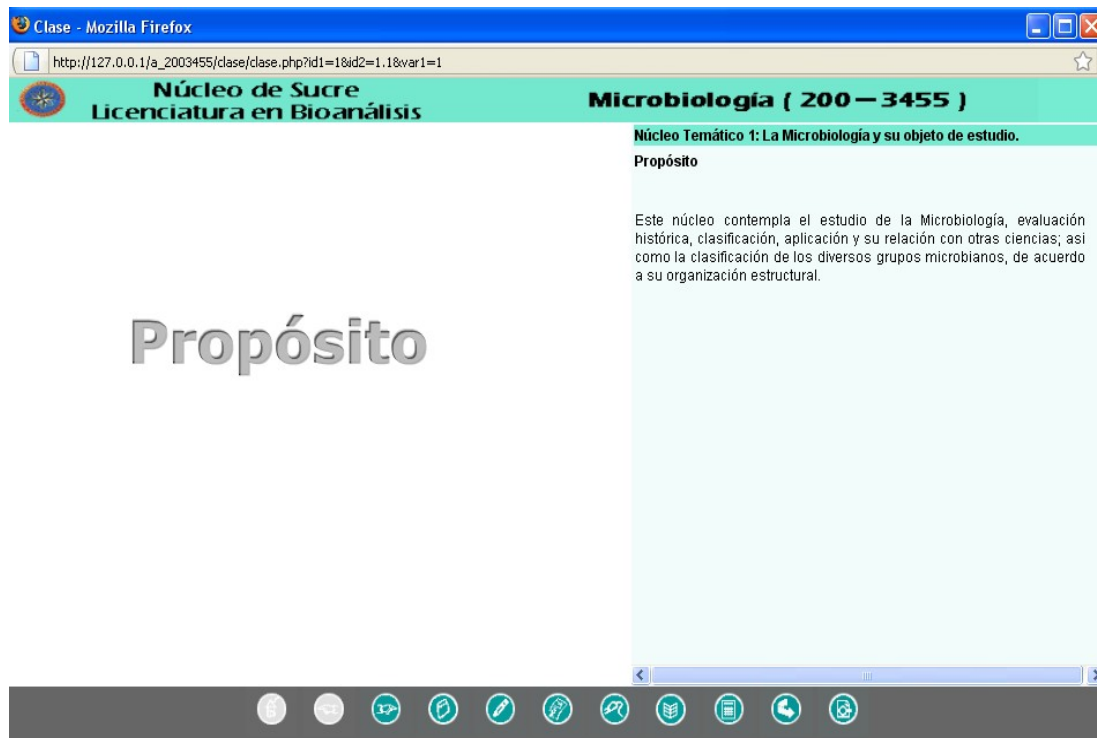 Clase - Mozilla Firefox
http://127.0.0.1/a_2003455/clase/clase.php?id1=1&id2=1.1&var1=1
Núcleo de Sucre
Licenciatura en Bioanálisis
Microbiología ( 200 — 3455 )
Núcleo Temático 1: La Microbiología y su objeto de estudio.
Propósito
Este núcleo contempla el estudio de la Microbiología, evaluación
histórica, clasificación, aplicación y su relación con otras ciencias; asi
como la clasificación de los diversos grupos microbianos, de acuerdo
a su organización estructural.
Propósito